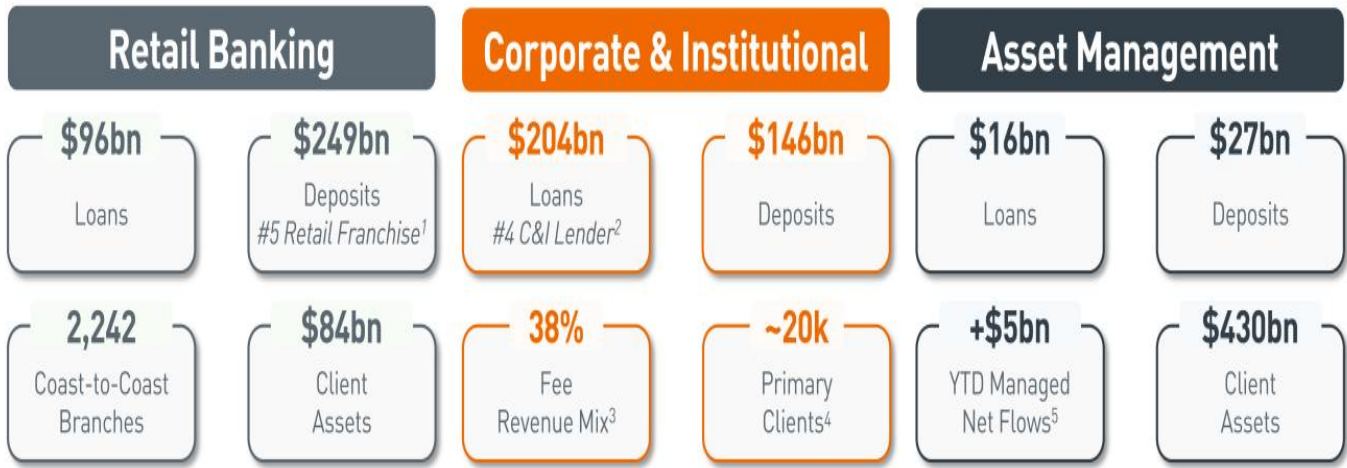 Retail Banking
$96bn
Loans
$249bn
Deposits
#5 Retail Franchise¹
2,242
Coast-to-Coast
Branches
$84bn
Client
Assets
Corporate & Institutional
$204bn
Loans
#4 C&I Lender²
$146bn
Deposits
38%
Fee
Revenue Mix³
~20k
Primary
Clients⁴
Asset Management
$16bn
Loans
$27bn
Deposits
+$5bn
YTD Managed
Net Flows⁵
$430bn
Client
Assets